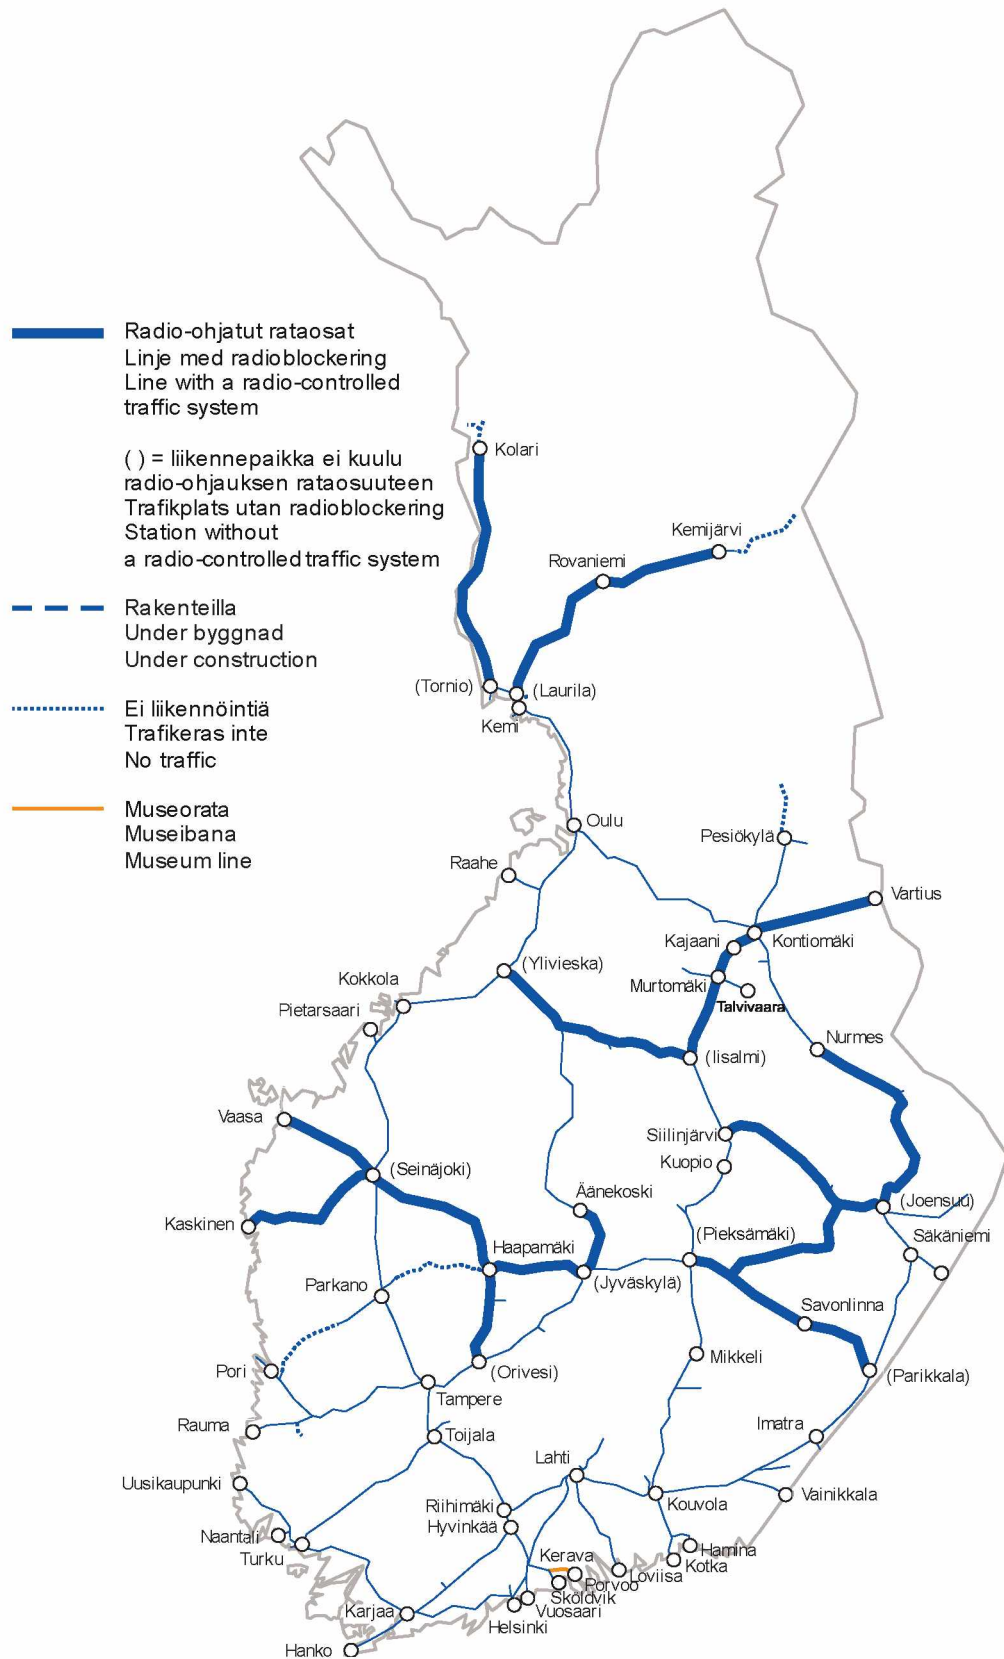 Radio-ohjatut rataosat
Linje med radioblockering
Line with a radio-controlled
traffic system
( ) = liikennepaikka ei kuulu
radio-ohjauksen rataosuuteen
Trafikplats utan radioblockering
Station without
a radio-controlled traffic system
Rakenteilla
Under byggnad
Under construction
Ei liikennöintiä
Trafikeras inte
No traffic
Museorata
Museibana
Museum line
Kolari
Kemijärvi
Rovaniemi
(Tornio)
(Laurila)
Kemi
Oulu
Pesiökylä
Raahe
Vartius
Kajaani
Kontiomäki
(Ylivieska)
Murtomäki
Kokkola
Talvivaara
Pietarsaari
Nurmes
(Iisalmi)
Vaasa
Siilinjärvi
Kuopio
(Seinäjoki)
Äänekoski
(Joensuu)
Kaskinen
(Pieksämäki)
Säkäniemi
Haapamäki
(Jyväskylä)
Parkano
Savonlinna
Mikkeli
Pori
(Orivesi)
(Parikkala)
Tampere
Rauma
Imatra
Toijala
Lahti
Uusikaupunki
Vainikkala
Kouvola
Riihimäki
Hyvinkää
Naantali
Turku
Hamina
Kerava
Kotka
Loviisa
Porvoo
Sköldvik
Vuosaari
Karjaa
Helsinki
Hanko